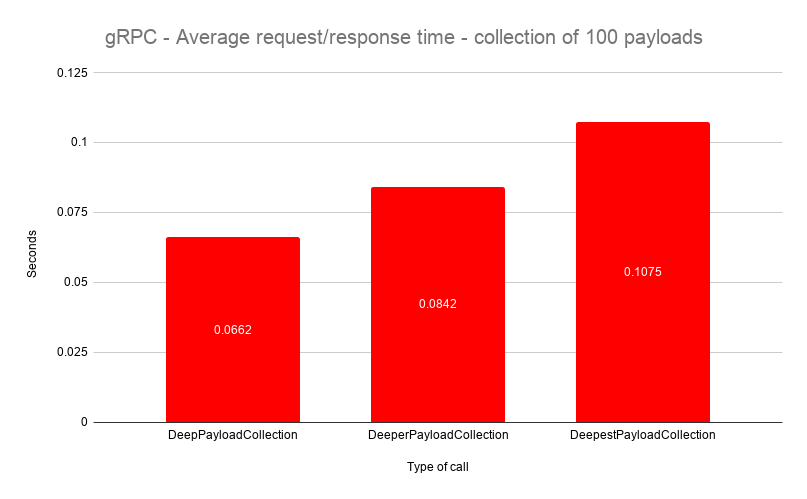 gRPC - Average request/response time - collection of 100 payloads
0.125
0.1
0.075
0.05
0.025
0
Seconds
0.0662
0.0842
0.1075
DeepPayloadCollection
DeeperPayloadCollection
DeepestPayloadCollection
Type of call